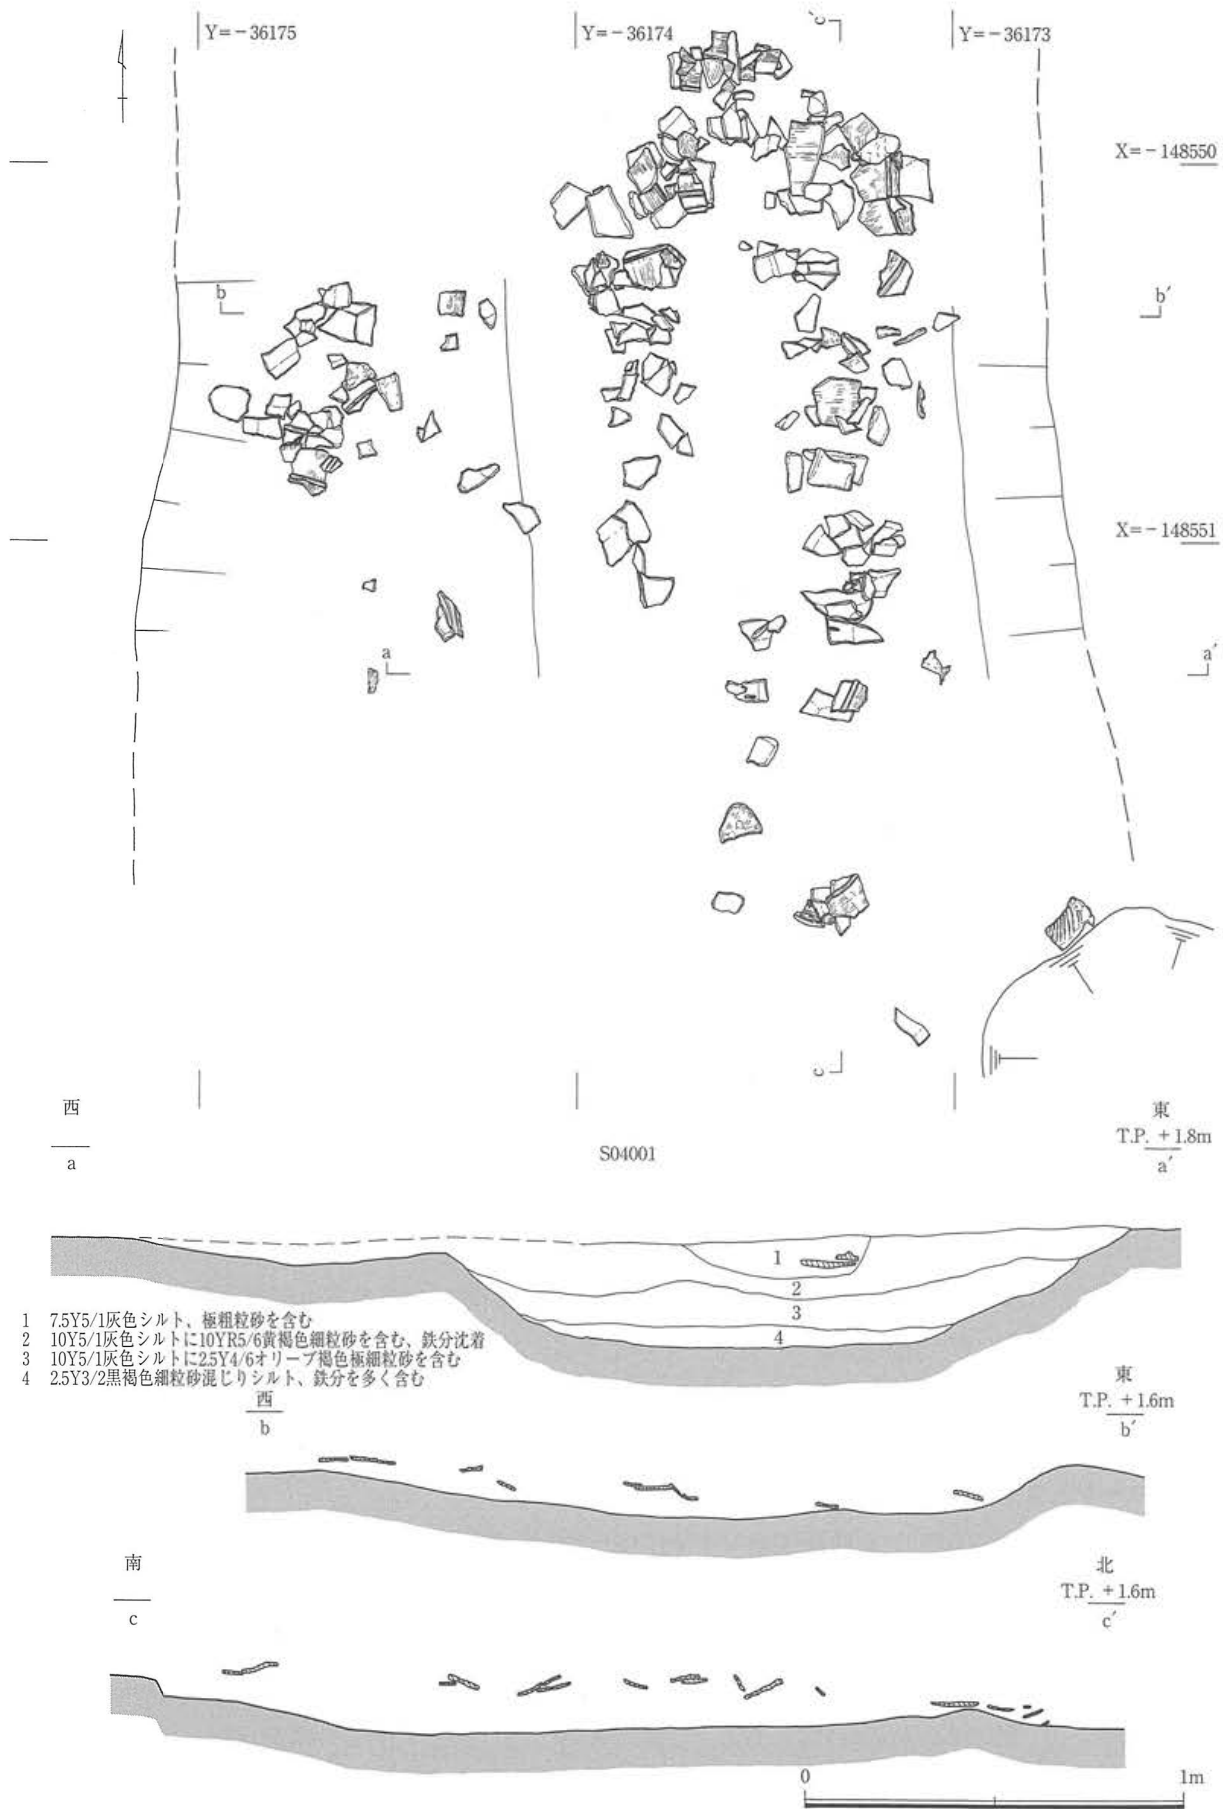 Y=-36175
Y=-36174
c′
Y=-36173
X=-148550
b
b′
X=-148551
a
a′
c
西
東
T.P. +1.8m
a
S04001
a′
1
2
3
4
1 7.5Y5/1灰色シルト、極粗粒砂を含む
2 10Y5/1灰色シルトに10YR5/6黄褐色細粒砂を含む、鉄分沈着
3 10Y5/1灰色シルトに2.5Y4/6オリーブ褐色極細粒砂を含む
4 2.5Y3/2黒褐色細粒砂混じりシルト、鉄分を多く含む
西
東
T.P. +1.6m
b
b′
南
北
T.P. +1.6m
c
c′
0
1m